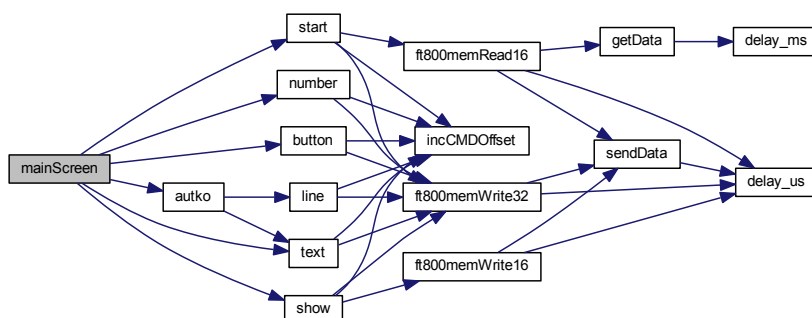 start
ft800memRead16
getData
delay_ms
number
button
incCMDOffset
sendData
mainScreen
autko
line
ft800memWrite32
delay_us
text
ft800memWrite16
show